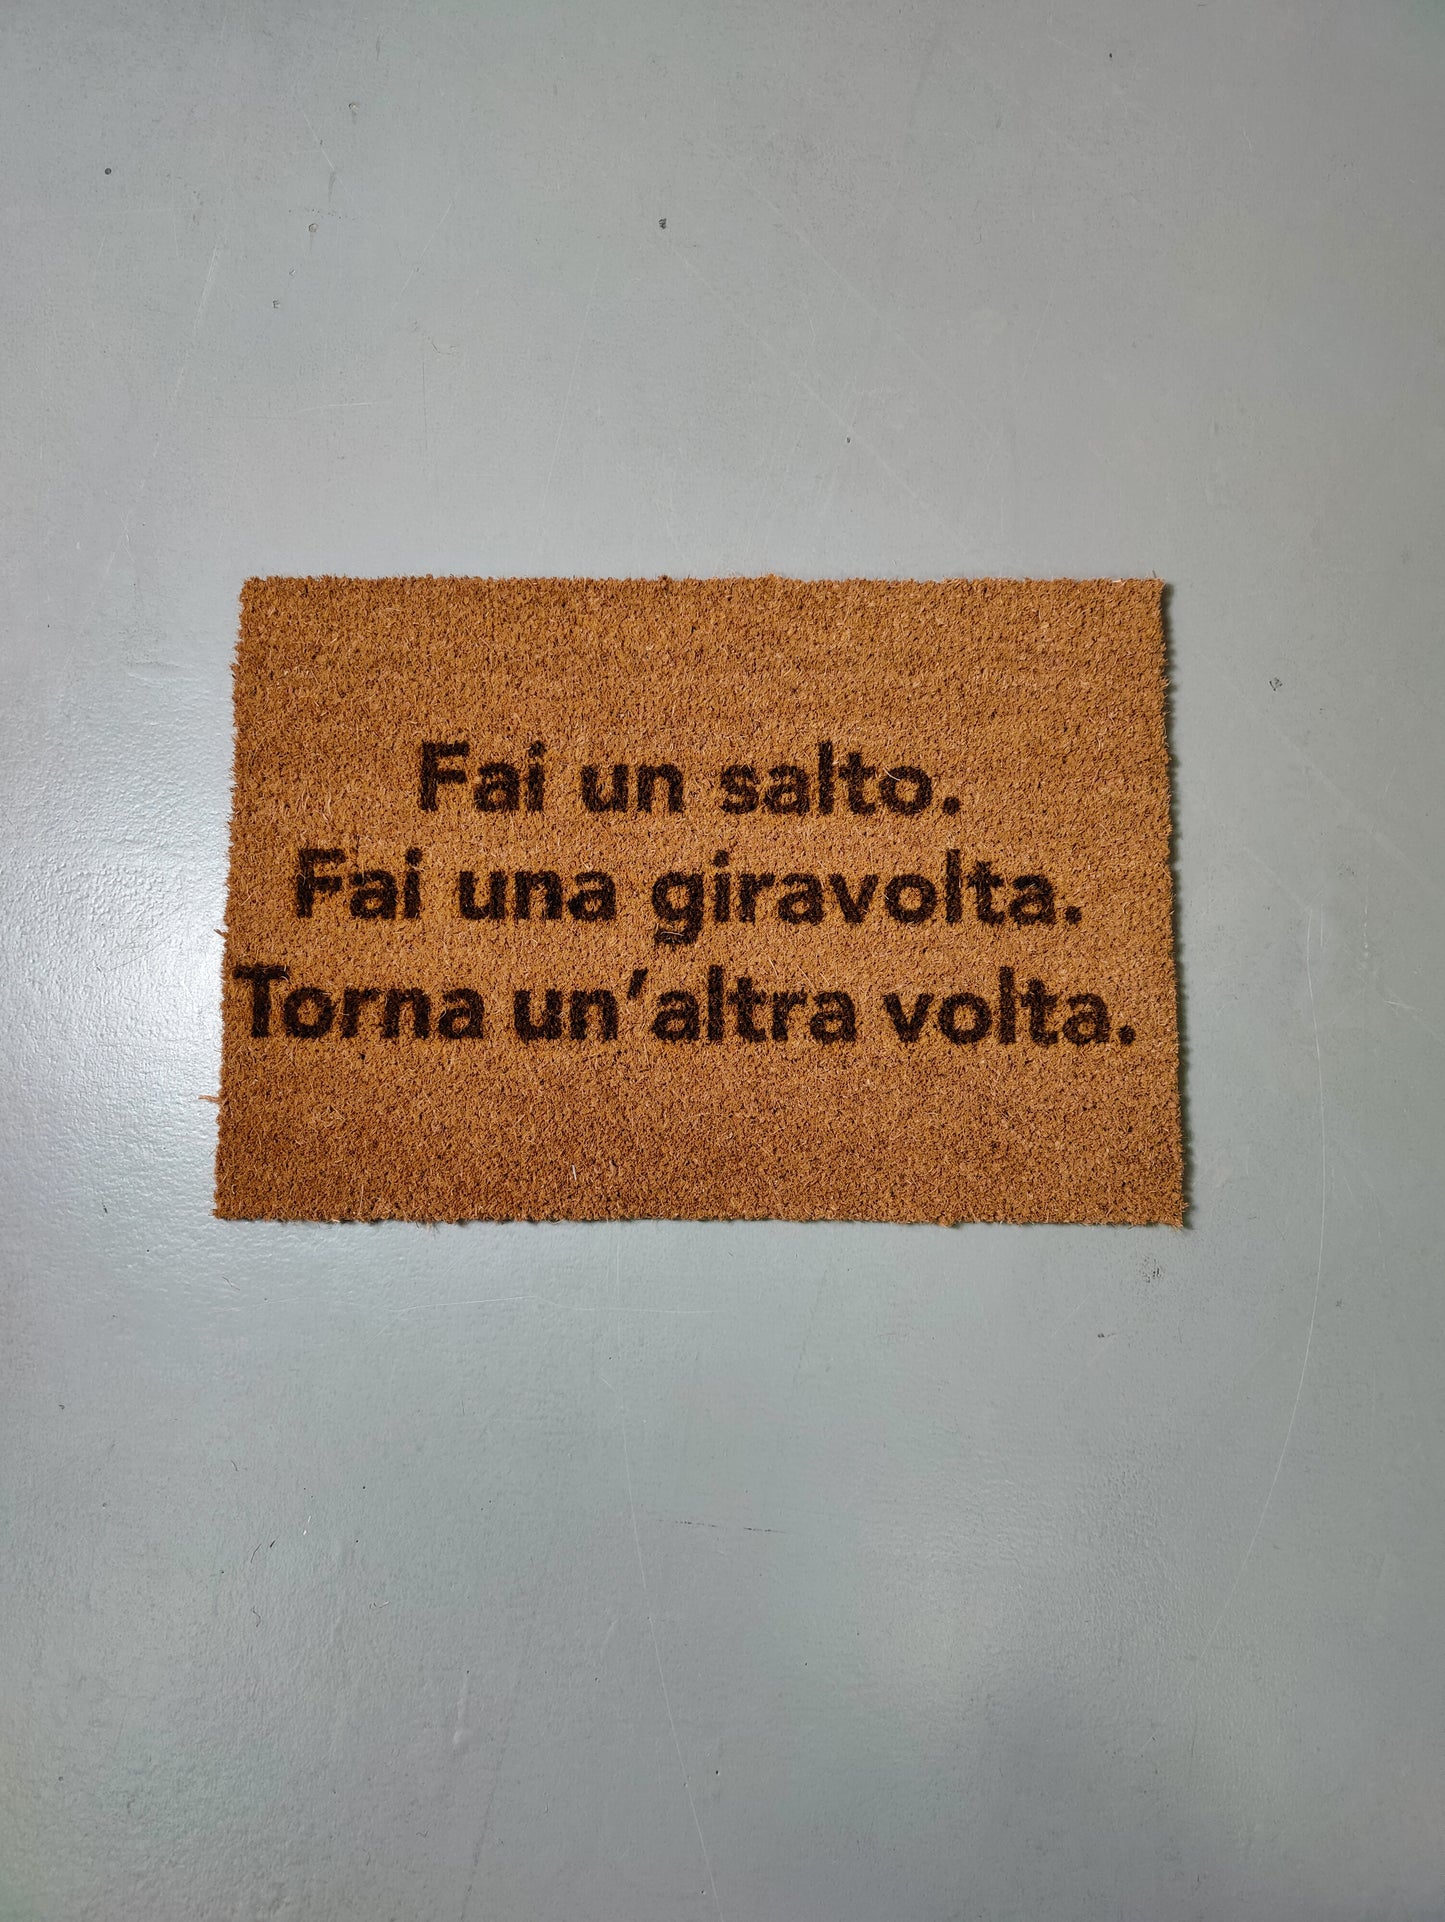 Fai un salto.
Fai una giravolta.
Torna un’altra volta.